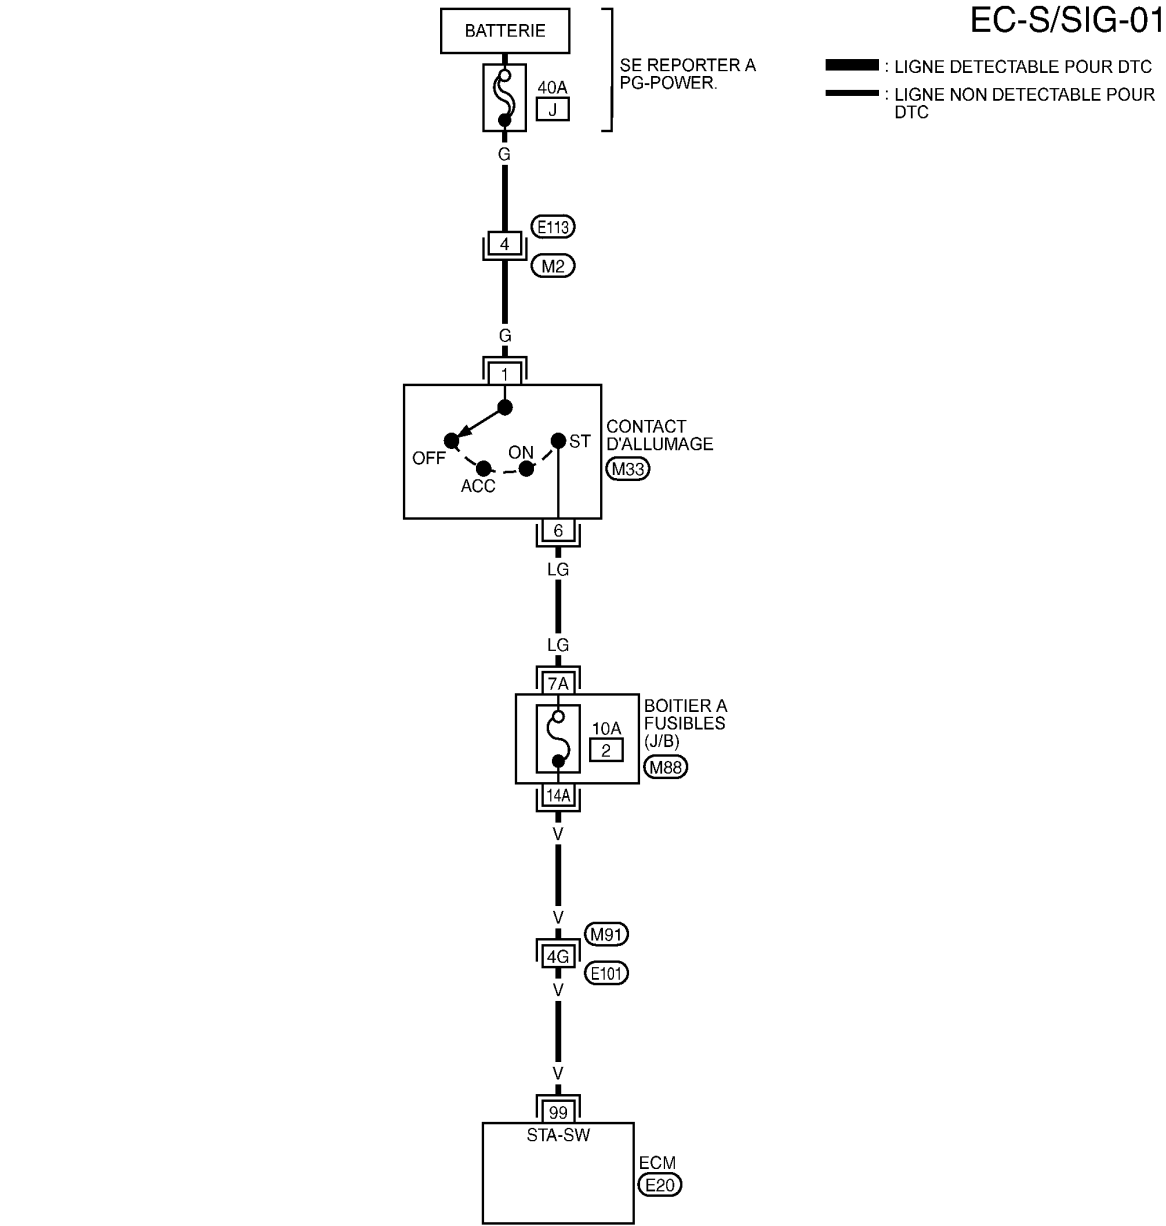 EC-S/SIG-01
BATTERIE
SE REPORTER A
PG-POWER.
40A
J
: LIGNE DETECTABLE POUR DTC
: LIGNE NON DETECTABLE POUR
DTC
G
E113
4
M2
G
1
OFF
ACC
ON
ST
CONTACT
D'ALLUMAGE
M33
6
LG
LG
7A
10A
2
BOITIER A
FUSIBLES
(J/B)
M88
14A
V
V
M91
4G
E101
V
V
99
STA-SW
ECM
E20